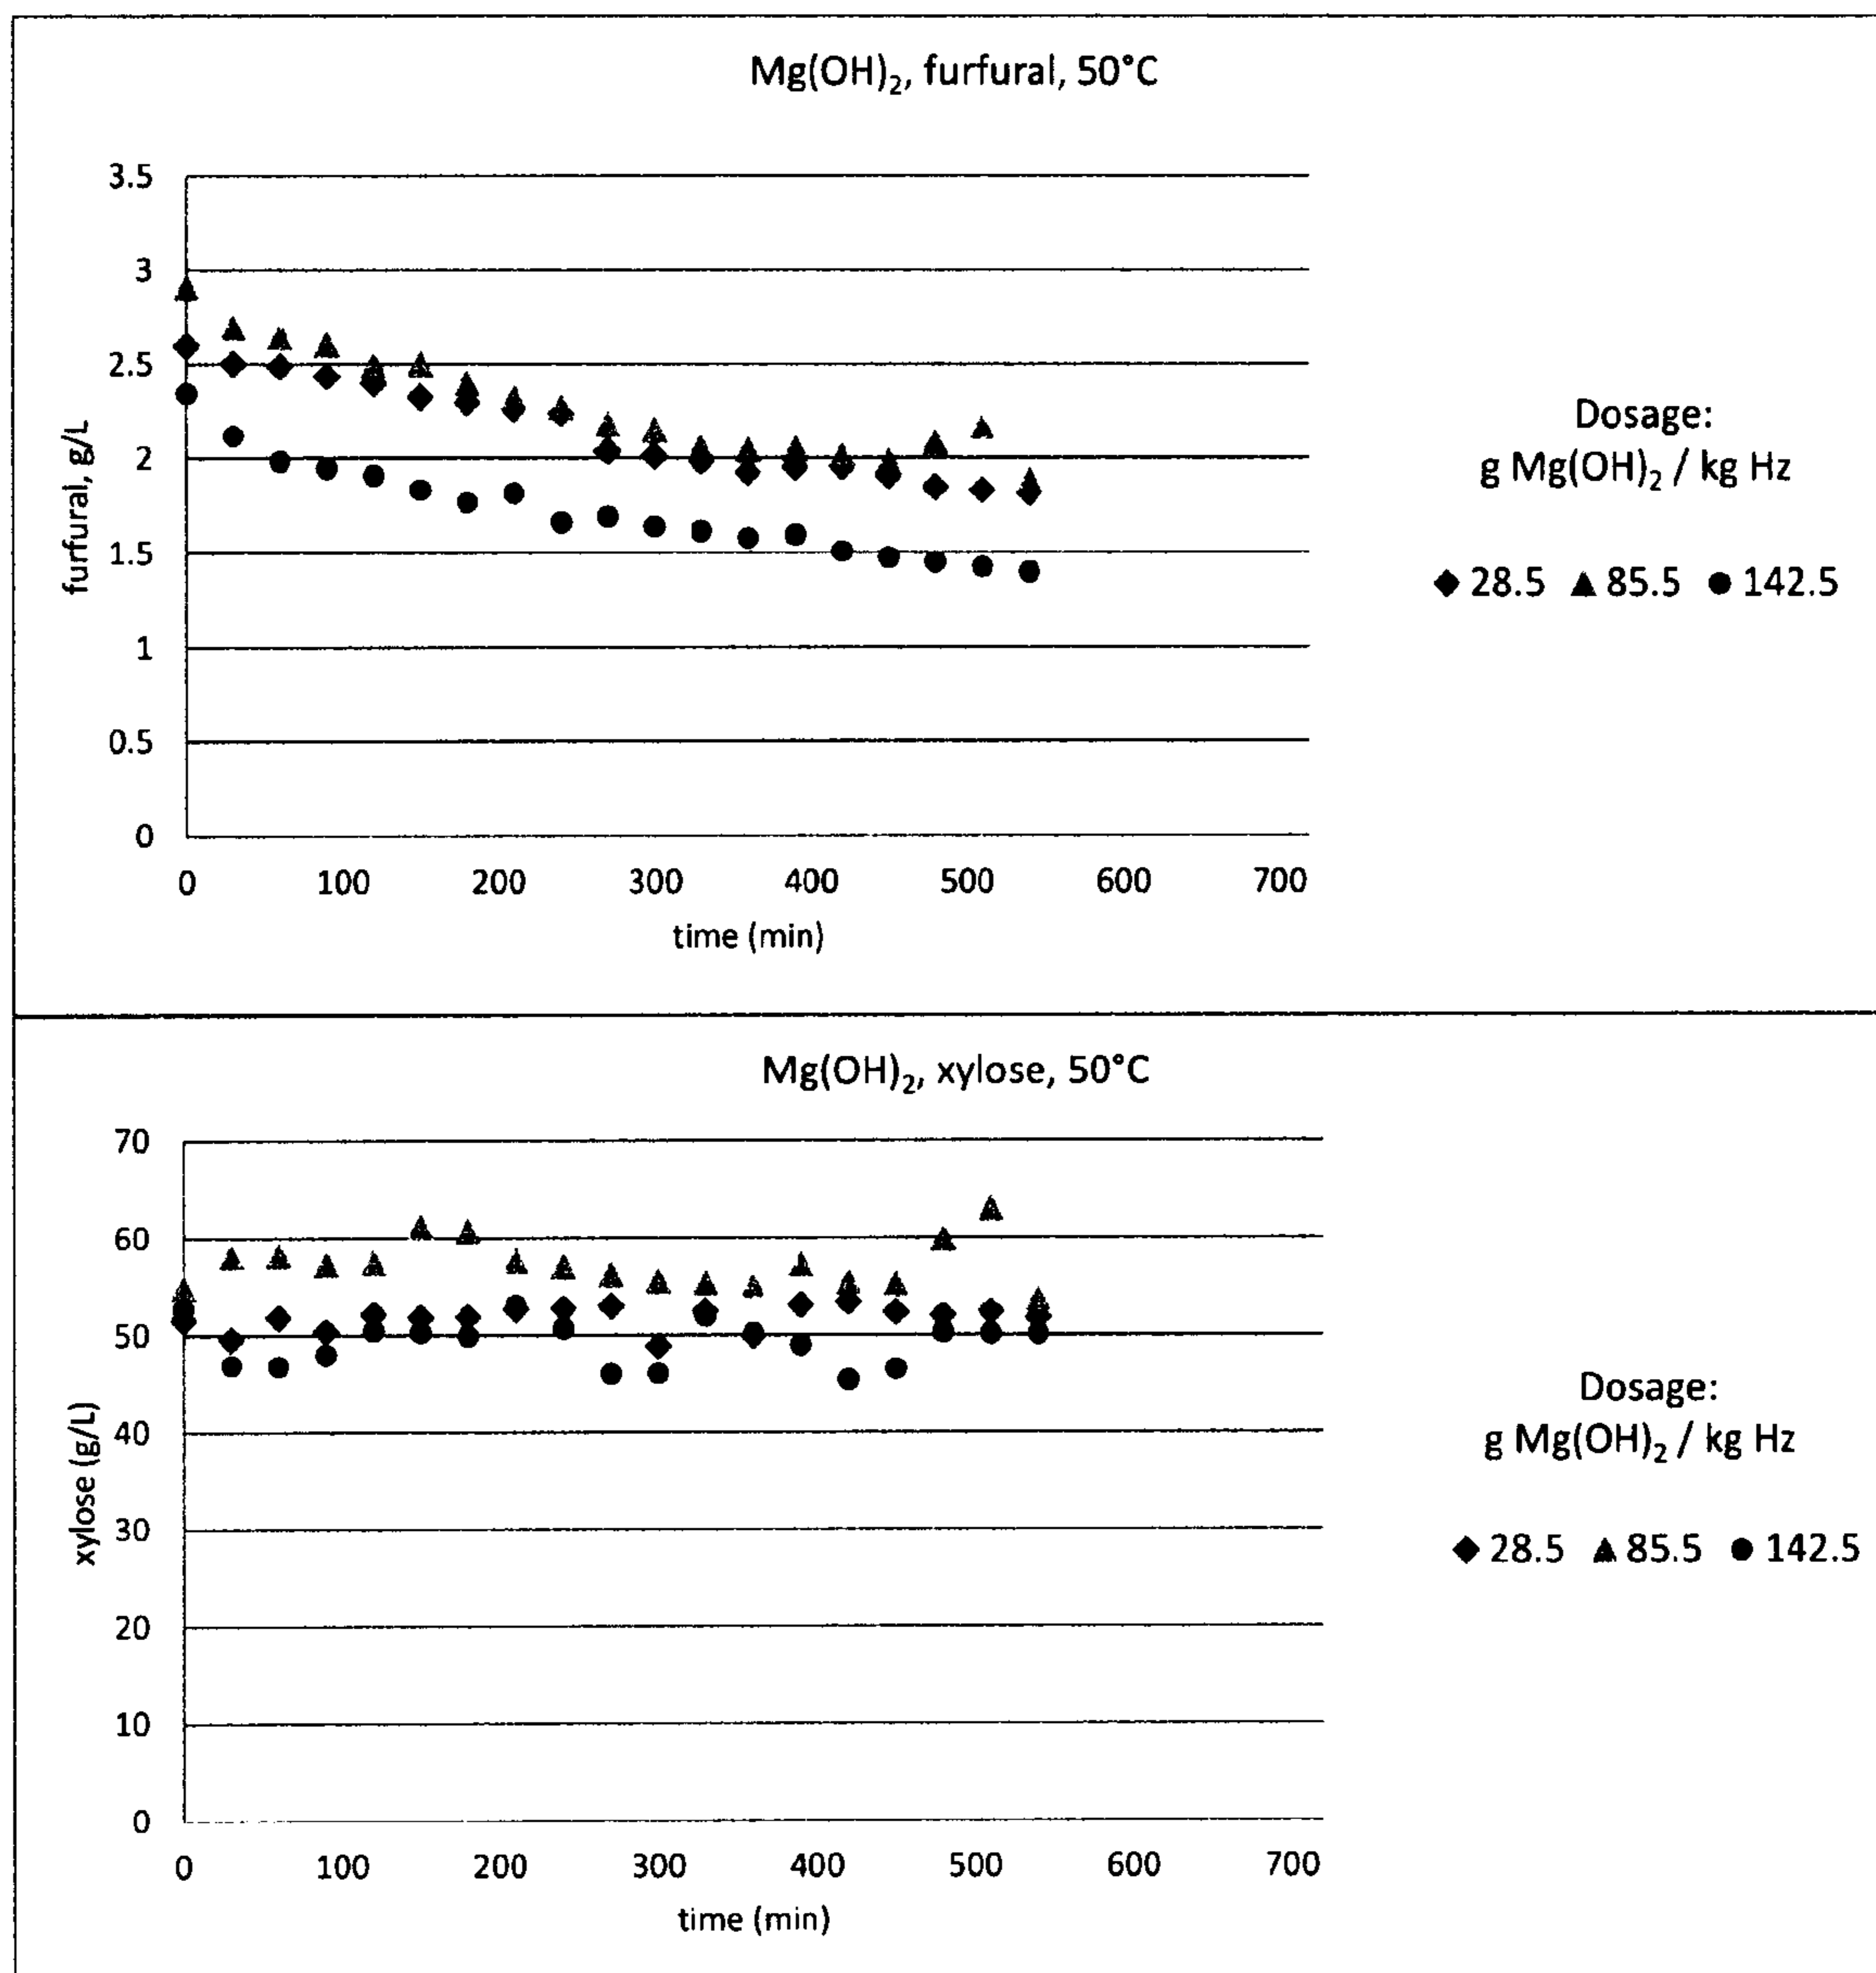 Mg(OH)₂, furfural, 50°C
3.5
3
2.5
2
1.5
1
0.5
0
furfural, g/L
0 100 200 300 400 500 600 700
time (min)
Dosage:
g Mg(OH)₂ / kg Hz
28.5 85.5 142.5
Mg(OH)₂, xylose, 50°C
70
60
50
40
30
20
10
0
xylose (g/L)
0 100 200 300 400 500 600 700
time (min)
Dosage:
g Mg(OH)₂ / kg Hz
28.5 85.5 142.5